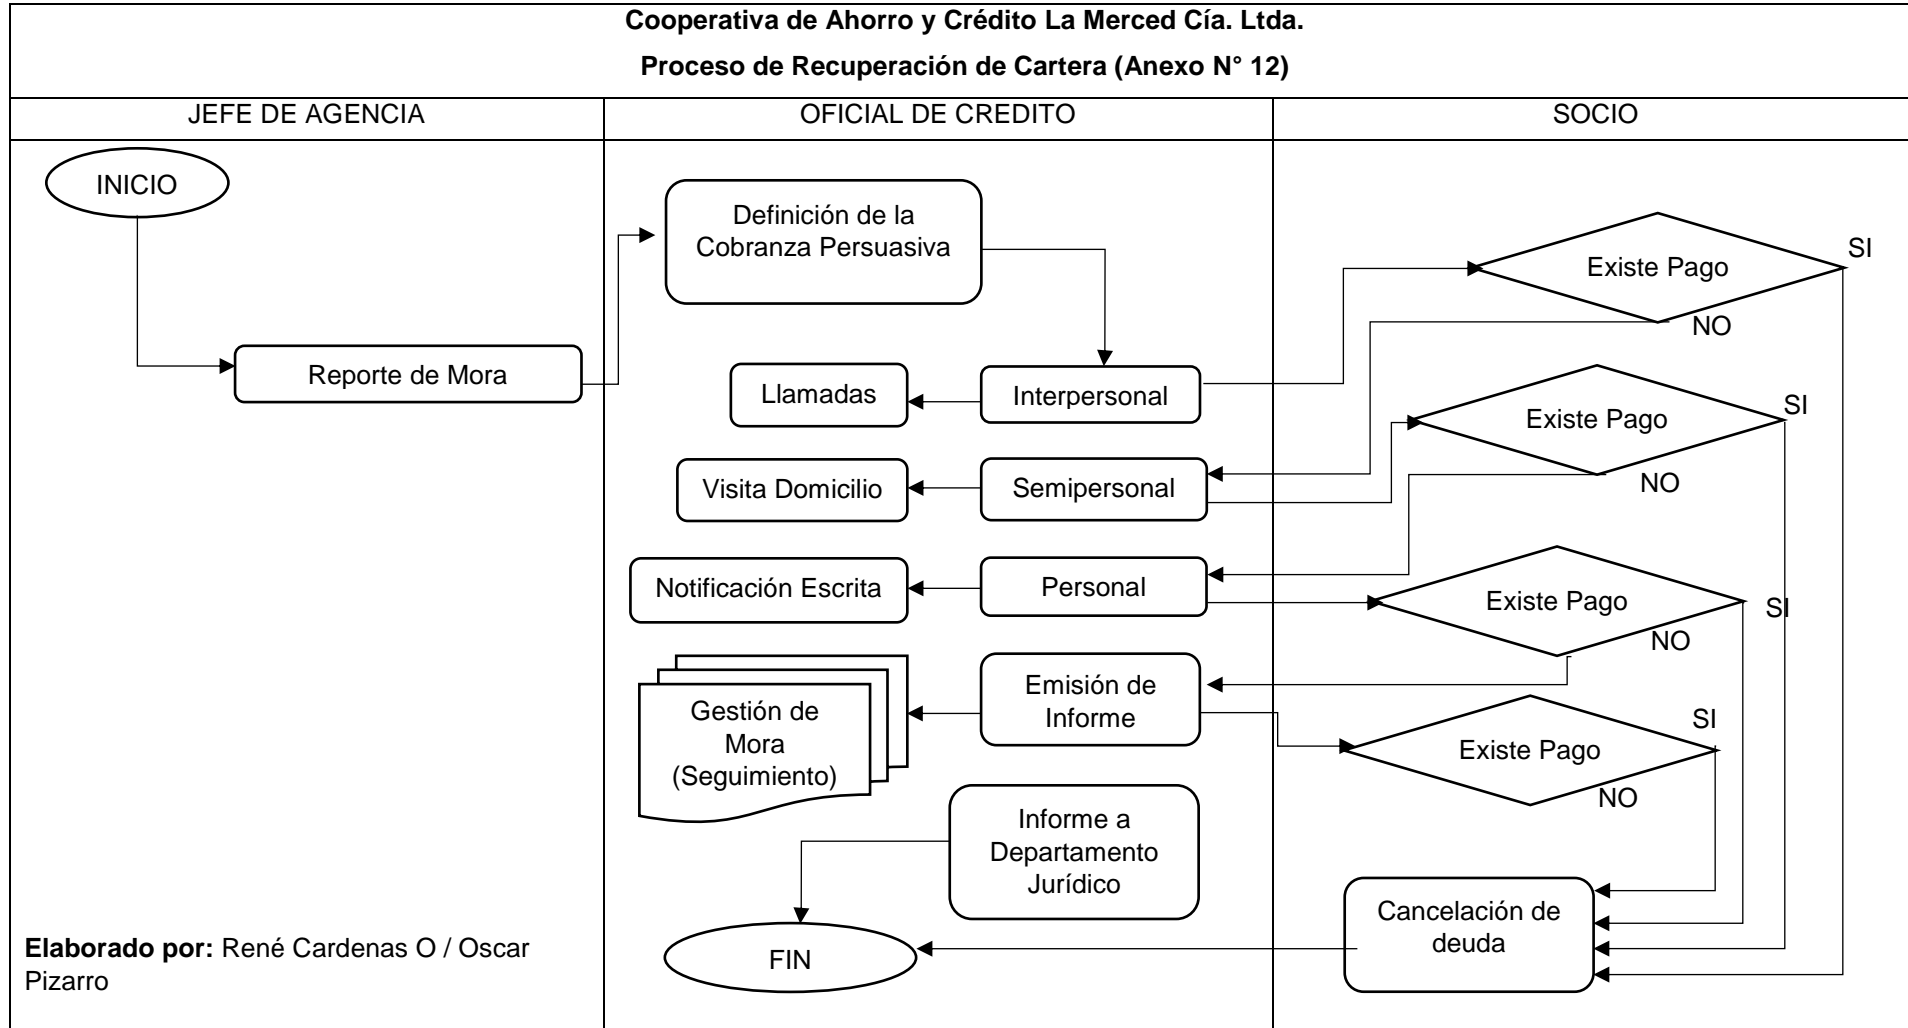 Cooperativa de Ahorro y Crédito La Merced Cía. Ltda.
Proceso de Recuperación de Cartera (Anexo N° 12)
JEFE DE AGENCIA
OFICIAL DE CREDITO
SOCIO
INICIO
Reporte de Mora
Definición de la
Cobranza Persuasiva
Existe Pago
SI
NO
Llamadas
Interpersonal
Existe Pago
SI
NO
Visita Domicilio
Semipersonal
Notificación Escrita
Personal
Existe Pago
SI
NO
Gestión de
Mora
(Seguimiento)
Emisión de
Informe
Existe Pago
SI
NO
Informe a
Departamento
Jurídico
Cancelación de
deuda
FIN
Elaborado por: René Cardenas O / Oscar
Pizarro